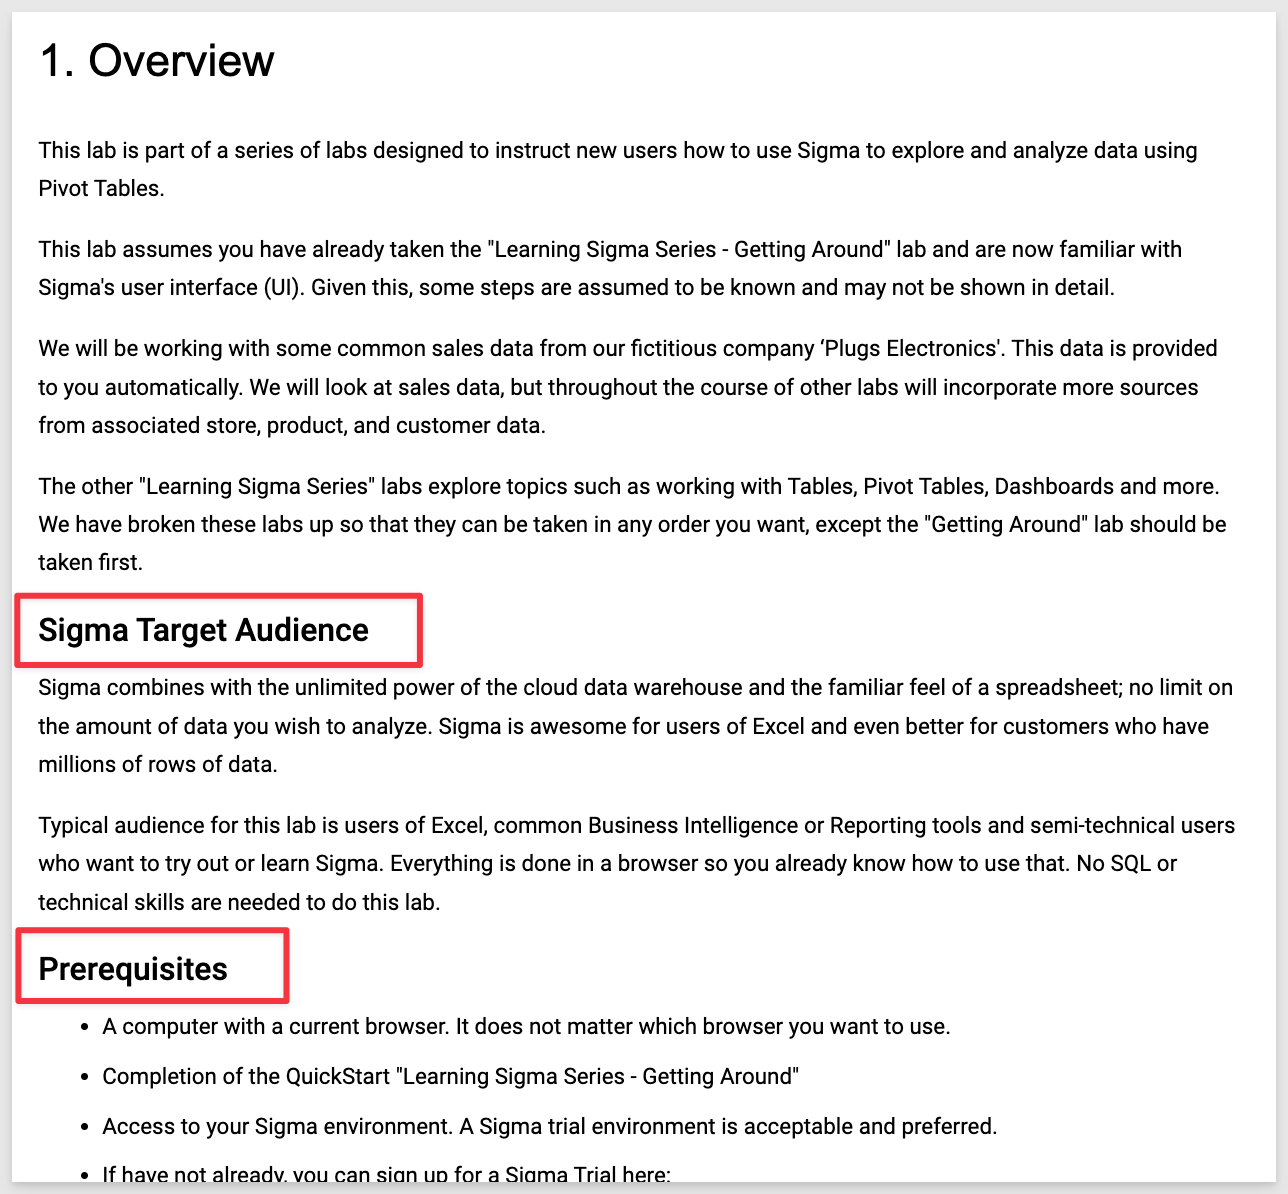 1. Overview
This lab is part of a series of labs designed to instruct new users how to use Sigma to explore and analyze data using
Pivot Tables.
This lab assumes you have already taken the "Learning Sigma Series - Getting Around" lab and are now familiar with
Sigma's user interface (UI). Given this, some steps are assumed to be known and may not be shown in detail.
We will be working with some common sales data from our fictitious company ‘Plugs Electronics'. This data is provided
to you automatically. We will look at sales data, but throughout the course of other labs will incorporate more sources
from associated store, product, and customer data.
The other "Learning Sigma Series" labs explore topics such as working with Tables, Pivot Tables, Dashboards and more.
We have broken these labs up so that they can be taken in any order you want, except the "Getting Around" lab should be
taken first.
Sigma Target Audience
Sigma combines with the unlimited power of the cloud data warehouse and the familiar feel of a spreadsheet; no limit on
the amount of data you wish to analyze. Sigma is awesome for users of Excel and even better for customers who have
millions of rows of data.
Typical audience for this lab is users of Excel, common Business Intelligence or Reporting tools and semi-technical users
who want to try out or learn Sigma. Everything is done in a browser so you already know how to use that. No SQL or
technical skills are needed to do this lab.
Prerequisites
• A computer with a current browser. It does not matter which browser you want to use.
• Completion of the QuickStart "Learning Sigma Series - Getting Around"
• Access to your Sigma environment. A Sigma trial environment is acceptable and preferred.
• If have not already, you can sign up for a Sigma Trial here: